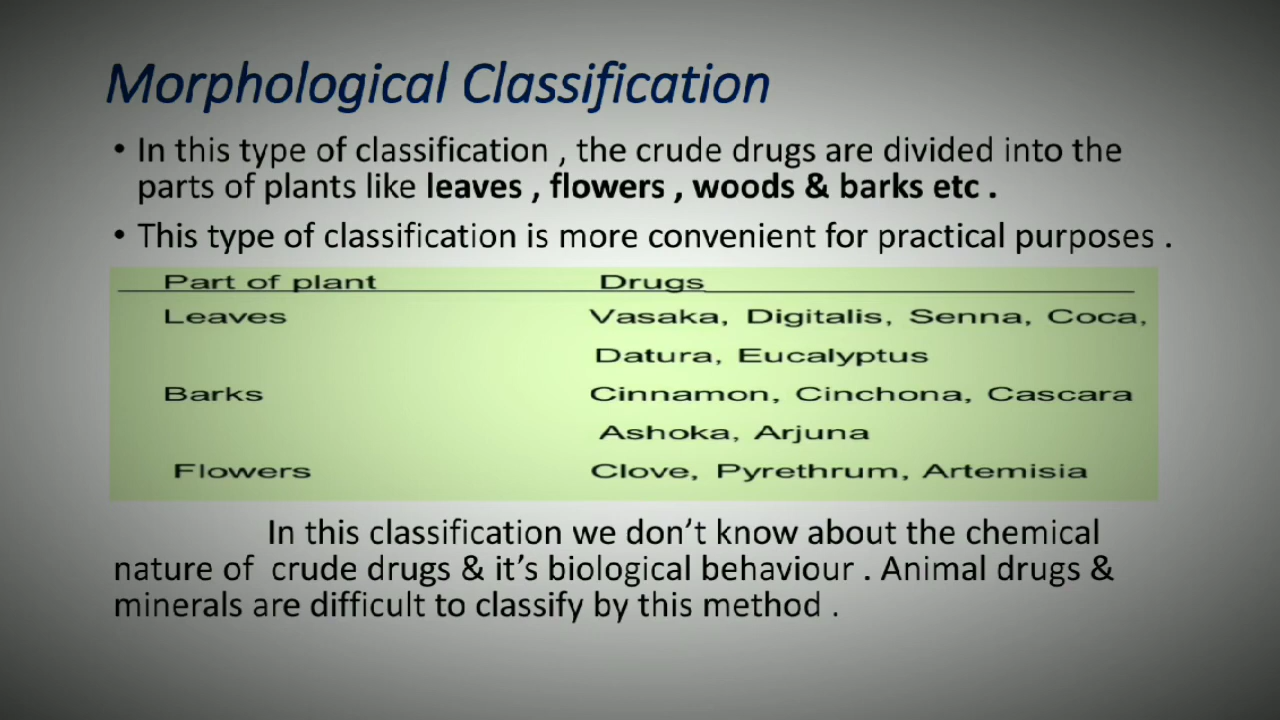 Morphological Classification
• In this type of classification , the crude drugs are divided into the
parts of plants like leaves , flowers , woods & barks etc .
• This type of classification is more convenient for practical purposes .
Part of plant Drugs
Leaves Vasaka, Digitalis, Senna, Coca,
Datura, Eucalyptus
Barks Cinnamon, Cinchona, Cascara
Ashoka, Arjuna
Flowers Clove, Pyrethrum, Artemisia
In this classification we don't know about the chemical
nature of crude drugs & it's biological behaviour . Animal drugs &
minerals are difficult to classify by this method .